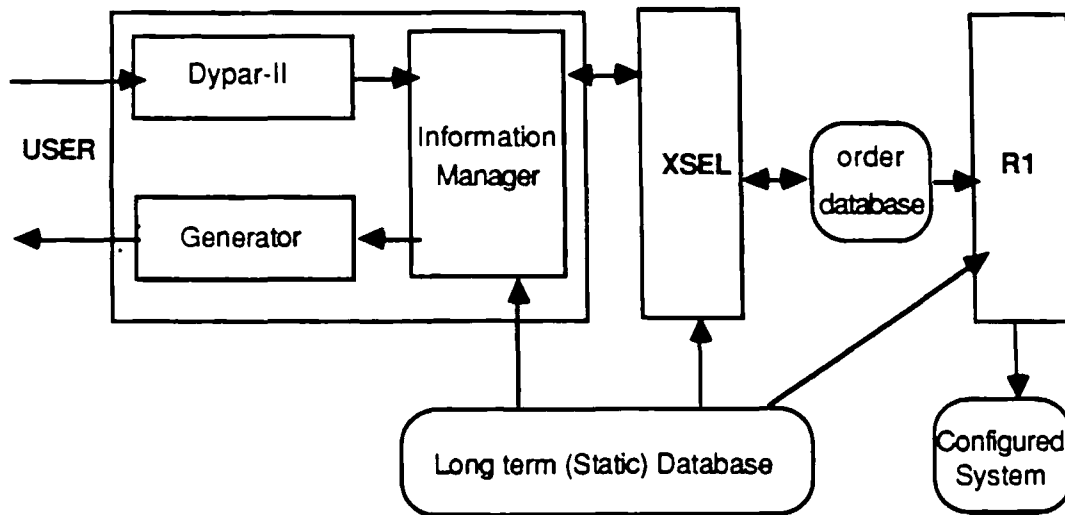 Dypar-II
USER
Information
Manager
Generator
XSEL
order
database
R1
Long term (Static) Database
Configured
System